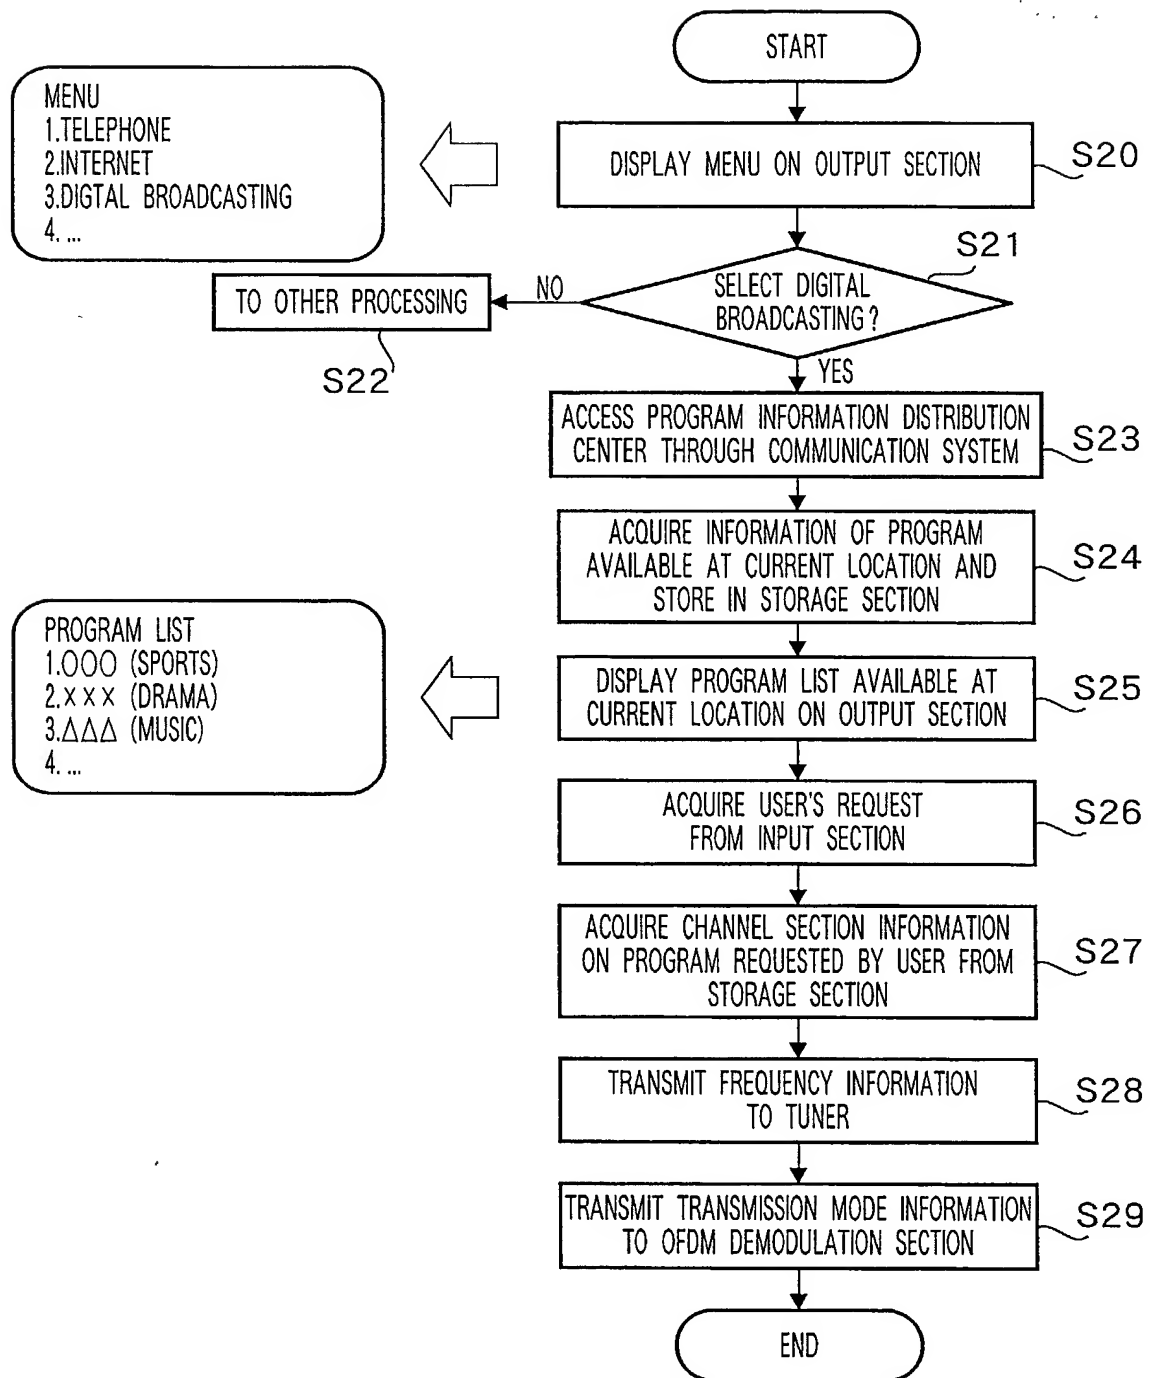 START
MENU
1.TELEPHONE
2.INTERNET
3.DIGTAL BROADCASTING
4. ...
DISPLAY MENU ON OUTPUT SECTION
S20
S21
SELECT DIGITAL
BROADCASTING?
NO
TO OTHER PROCESSING
S22
YES
ACCESS PROGRAM INFORMATION DISTRIBUTION
CENTER THROUGH COMMUNICATION SYSTEM
S23
ACQUIRE INFORMATION OF PROGRAM
AVAILABLE AT CURRENT LOCATION AND
STORE IN STORAGE SECTION
S24
PROGRAM LIST
1.○○○ (SPORTS)
2.××× (DRAMA)
3.△△△ (MUSIC)
4. ...
DISPLAY PROGRAM LIST AVAILABLE AT
CURRENT LOCATION ON OUTPUT SECTION
S25
ACQUIRE USER'S REQUEST
FROM INPUT SECTION
S26
ACQUIRE CHANNEL SECTION INFORMATION
ON PROGRAM REQUESTED BY USER FROM
STORAGE SECTION
S27
TRANSMIT FREQUENCY INFORMATION
TO TUNER
S28
TRANSMIT TRANSMISSION MODE INFORMATION
TO OFDM DEMODULATION SECTION
S29
END